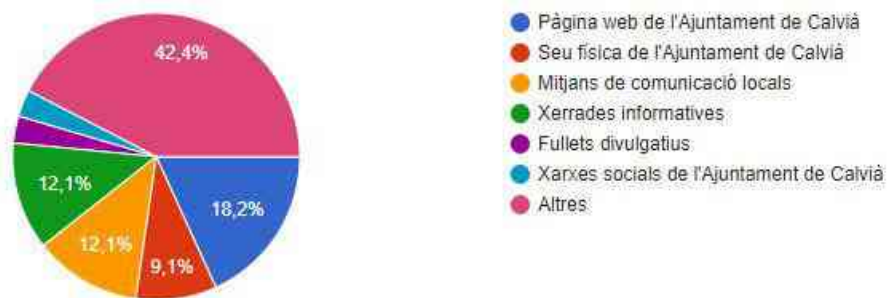 42,4%
12,1%
12,1%
9,1%
18,2%
Pàgina web de l'Ajuntament de Calvià
Seu física de l'Ajuntament de Calvià
Mitjans de comunicació locals
Xerrades informatives
Fullets divulgatius
Xarxes socials de l'Ajuntament de Calvià
Altres